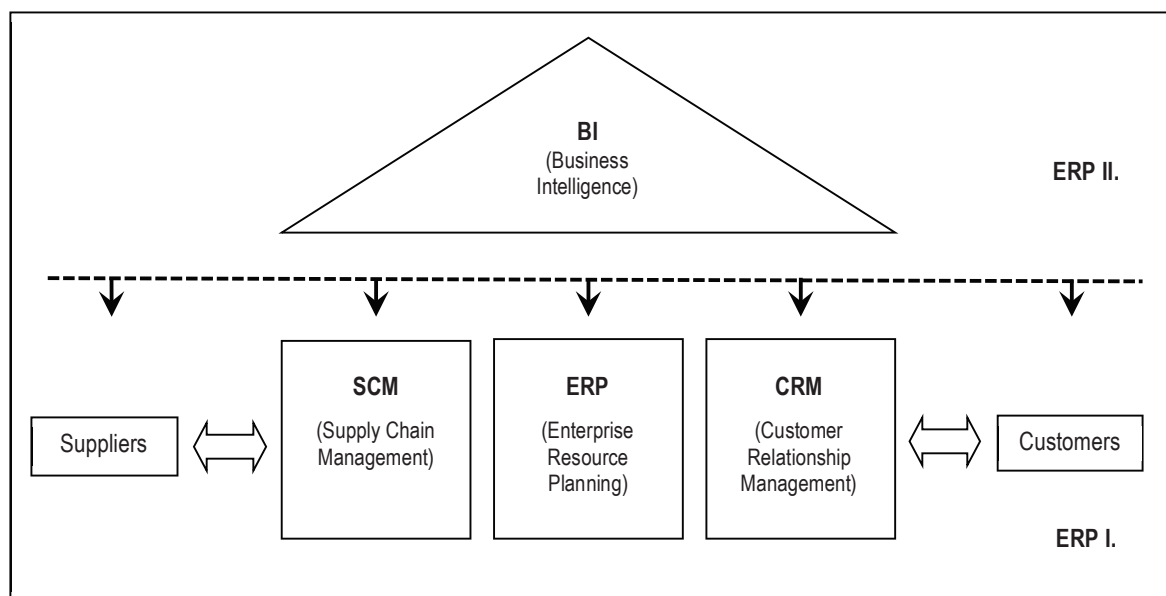 BI
(Business
Intelligence)
ERP II.
SCM
(Supply Chain
Management)
ERP
(Enterprise
Resource
Planning)
CRM
(Customer
Relationship
Management)
Suppliers
Customers
ERP I.